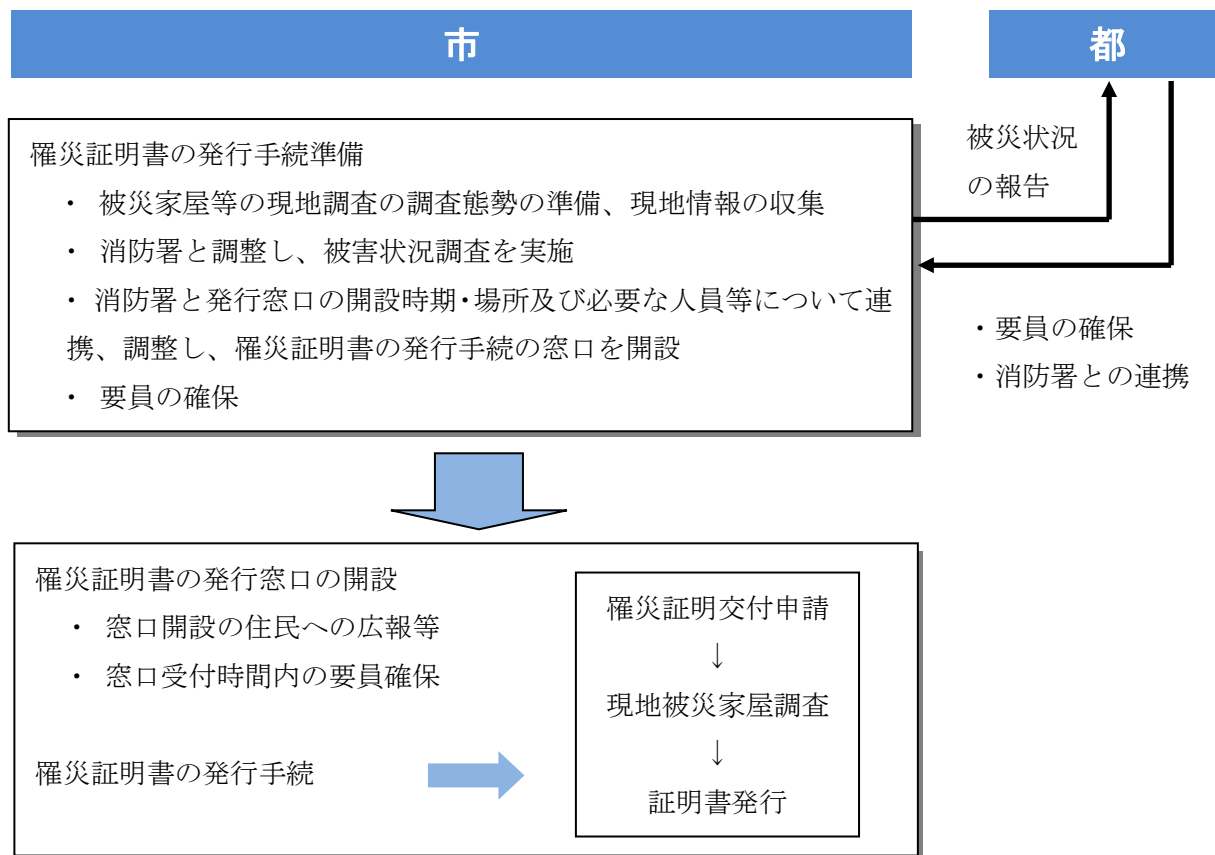 市
都
罹災証明書の発行手続準備
・ 被災家屋等の現地調査の調査態勢の準備、現地情報の収集
・ 消防署と調整し、被害状況調査を実施
・ 消防署と発行窓口の開設時期・場所及び必要な人員等について連
携、調整し、罹災証明書の発行手続の窓口を開設
・ 要員の確保
被災状況
の報告
・要員の確保
・消防署との連携
罹災証明書の発行窓口の開設
・ 窓口開設の住民への広報等
・ 窓口受付時間内の要員確保
罹災証明書の発行手続
罹災証明交付申請
↓
現地被災家屋調査
↓
証明書発行